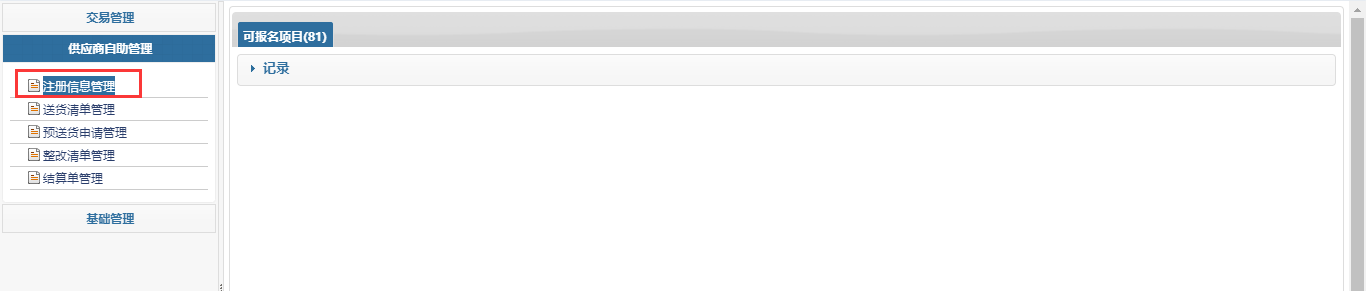 交易管理
供应商自助管理
注册信息管理
送货清单管理
预送货申请管理
整改清单管理
结算单管理
基础管理
可报名项目(81)
记录